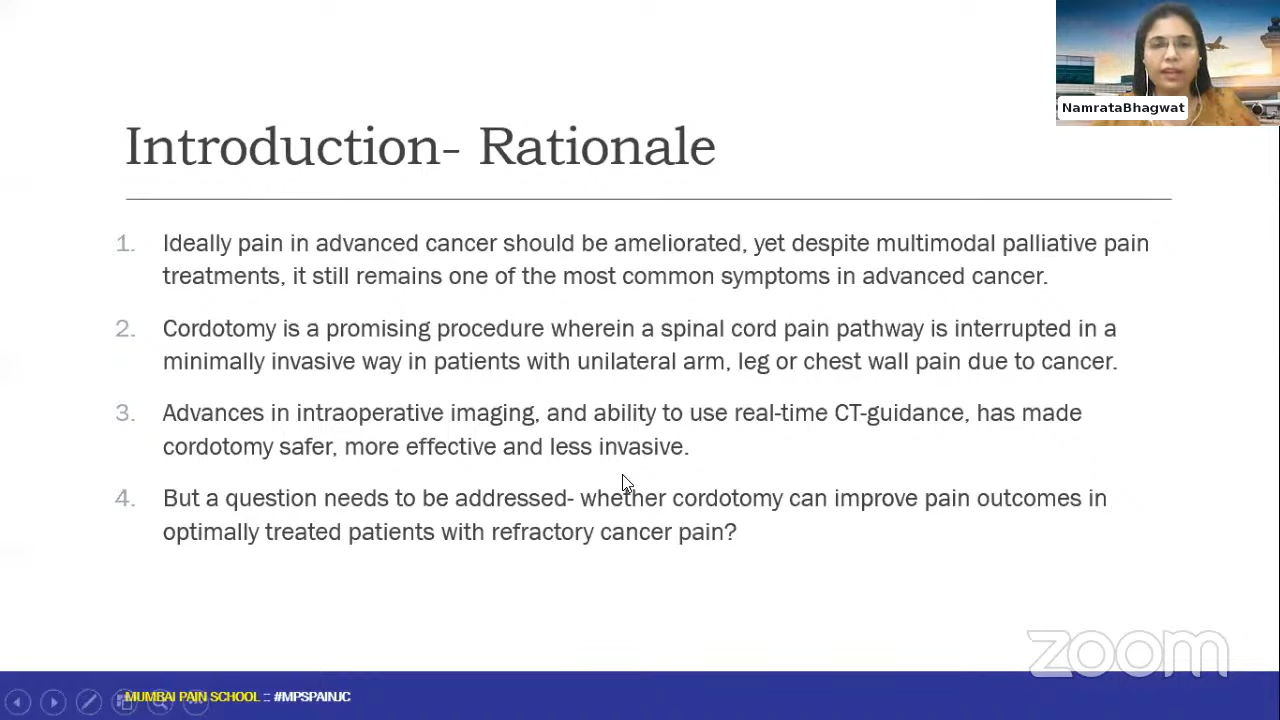 NamrataBhagwat
Introduction- Rationale
1. Ideally pain in advanced cancer should be ameliorated, yet despite multimodal palliative pain
treatments, it still remains one of the most common symptoms in advanced cancer.
2. Cordotomy is a promising procedure wherein a spinal cord pain pathway is interrupted in a
minimally invasive way in patients with unilateral arm, leg or chest wall pain due to cancer.
3. Advances in intraoperative imaging, and ability to use real-time CT-guidance, has made
cordotomy safer, more effective and less invasive.
4. But a question needs to be addressed- whether cordotomy can improve pain outcomes in
optimally treated patients with refractory cancer pain?
zoom
MUMBAI PAIN SCHOOL :: #MPSPAINJC